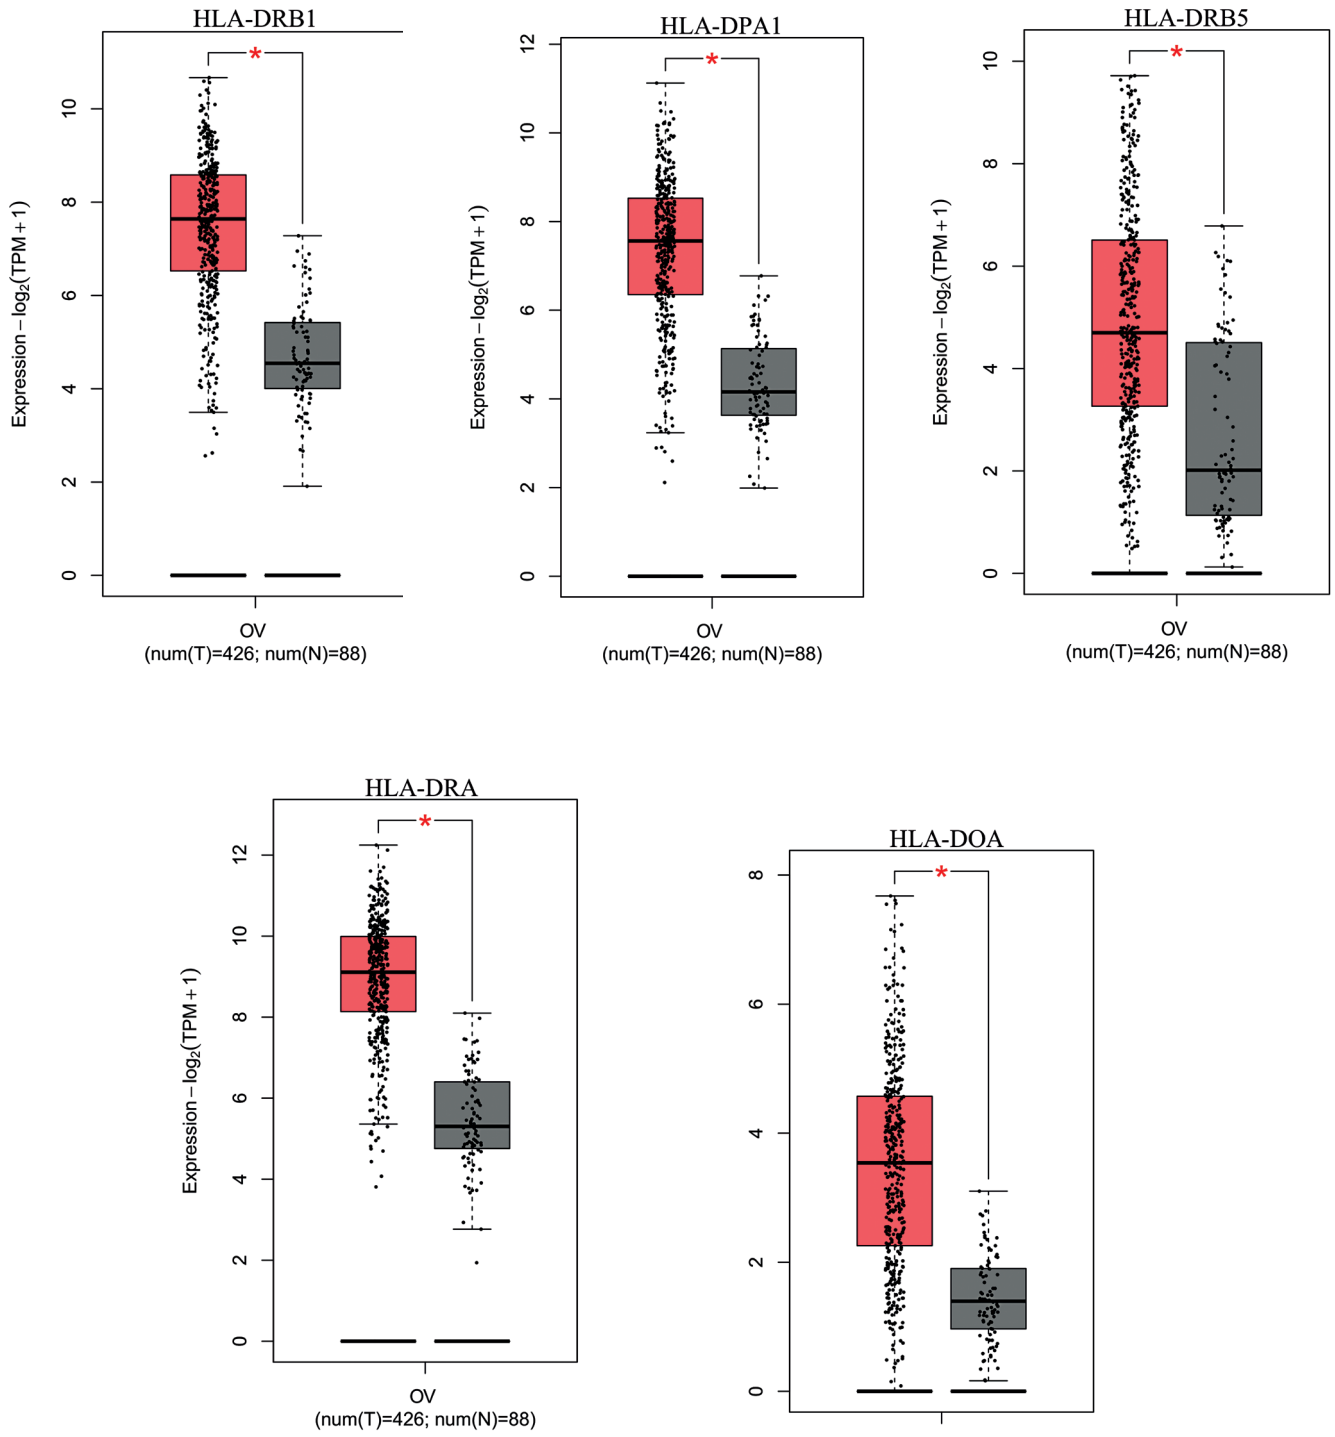 HLA-DRB1
*
Expression – log₂(TPM + 1)
10
8
6
4
2
0
OV
(num(T)=426; num(N)=88)
HLA-DPA1
*
Expression – log₂(TPM + 1)
12
10
8
6
4
2
0
OV
(num(T)=426; num(N)=88)
HLA-DRB5
*
Expression – log₂(TPM + 1)
10
8
6
4
2
0
OV
(num(T)=426; num(N)=88)
HLA-DRA
*
Expression – log₂(TPM + 1)
12
10
8
6
4
2
0
OV
(num(T)=426; num(N)=88)
HLA-DOA
*
8
6
4
2
0